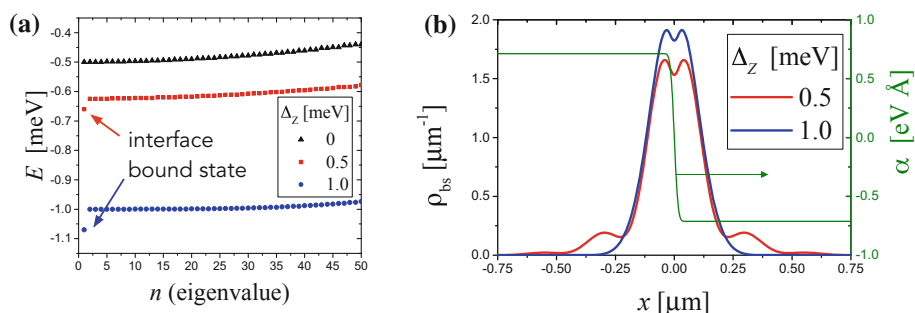 (a)
-0.4
-0.5
-0.6
-0.7
-0.8
-0.9
-1.0
-1.1
E [meV]
interface
bound state
Δ_Z [meV]
0
0.5
1.0
0 5 10 15 20 25 30 35 40 45 50
n (eigenvalue)
(b)
2.0
1.5
1.0
0.5
0.0
ρ_bs [μm⁻¹]
Δ_Z [meV]
0.5
1.0
1.0
0.5
0.0
-0.5
-1.0
α [eV Å]
-0.75 -0.50 -0.25 0.00 0.25 0.50 0.75
x [μm]